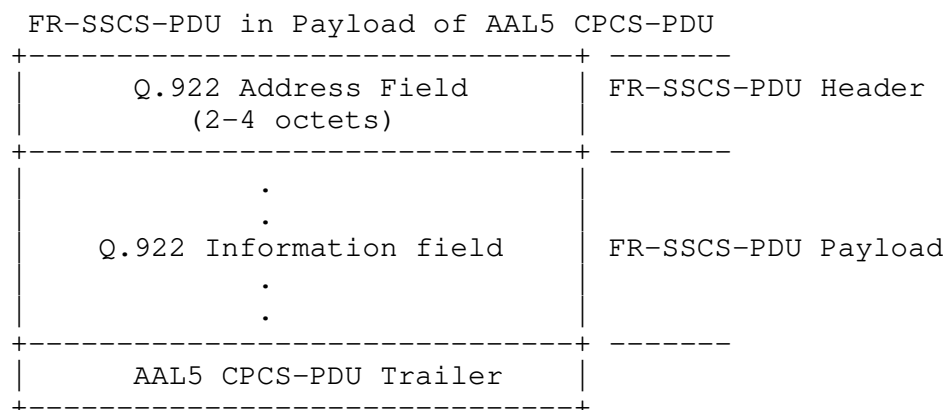 FR-SSCS-PDU in Payload of AAL5 CPCS-PDU
+-------------------------------+ -------
|       Q.922 Address Field       | FR-SSCS-PDU Header
|          (2-4 octets)           |
+-------------------------------+ -------
|               .                 |
|               .                 |
|     Q.922 Information field     | FR-SSCS-PDU Payload
|               .                 |
|               .                 |
+-------------------------------+ -------
|      AAL5 CPCS-PDU Trailer      |
+-------------------------------+